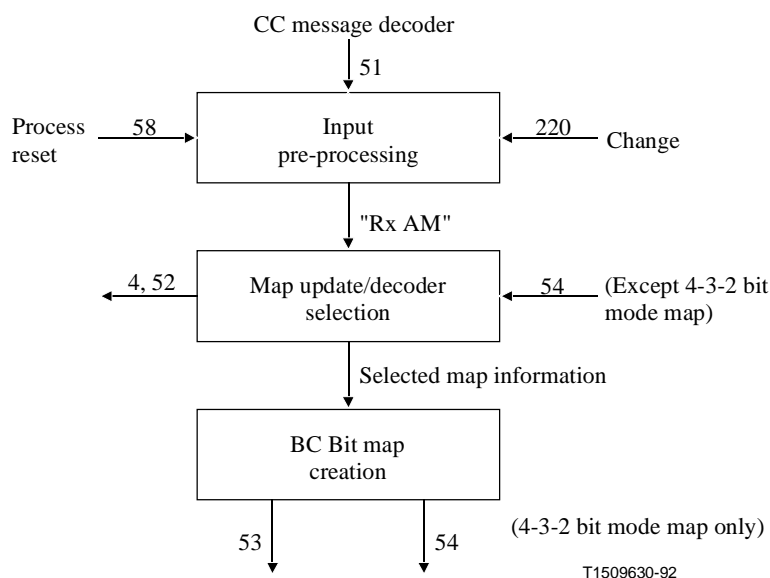 CC message decoder
51
Process
reset
58
Input
pre-processing
220
Change
"Rx AM"
4, 52
Map update/decoder
selection
54
(Except 4-3-2 bit
mode map)
Selected map information
BC Bit map
creation
53
54
(4-3-2 bit mode map only)
T1509630-92